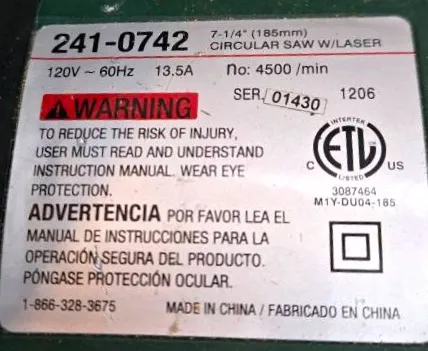 241-0742 7-1/4" (185mm)
CIRCULAR SAW W/LASER
120V ~ 60Hz 13.5A no: 4500 /min
SER. 01430 1206
WARNING
TO REDUCE THE RISK OF INJURY,
USER MUST READ AND UNDERSTAND
INSTRUCTION MANUAL. WEAR EYE
PROTECTION.
INTERTEK
ETL
C US
LISTED
3087464
M1Y-DU04-185
ADVERTENCIA POR FAVOR LEA EL
MANUAL DE INSTRUCCIONES PARA LA
OPERACIÓN SEGURA DEL PRODUCTO.
PÓNGASE PROTECCIÓN OCULAR.
1-866-328-3675 MADE IN CHINA / FABRICADO EN CHINA